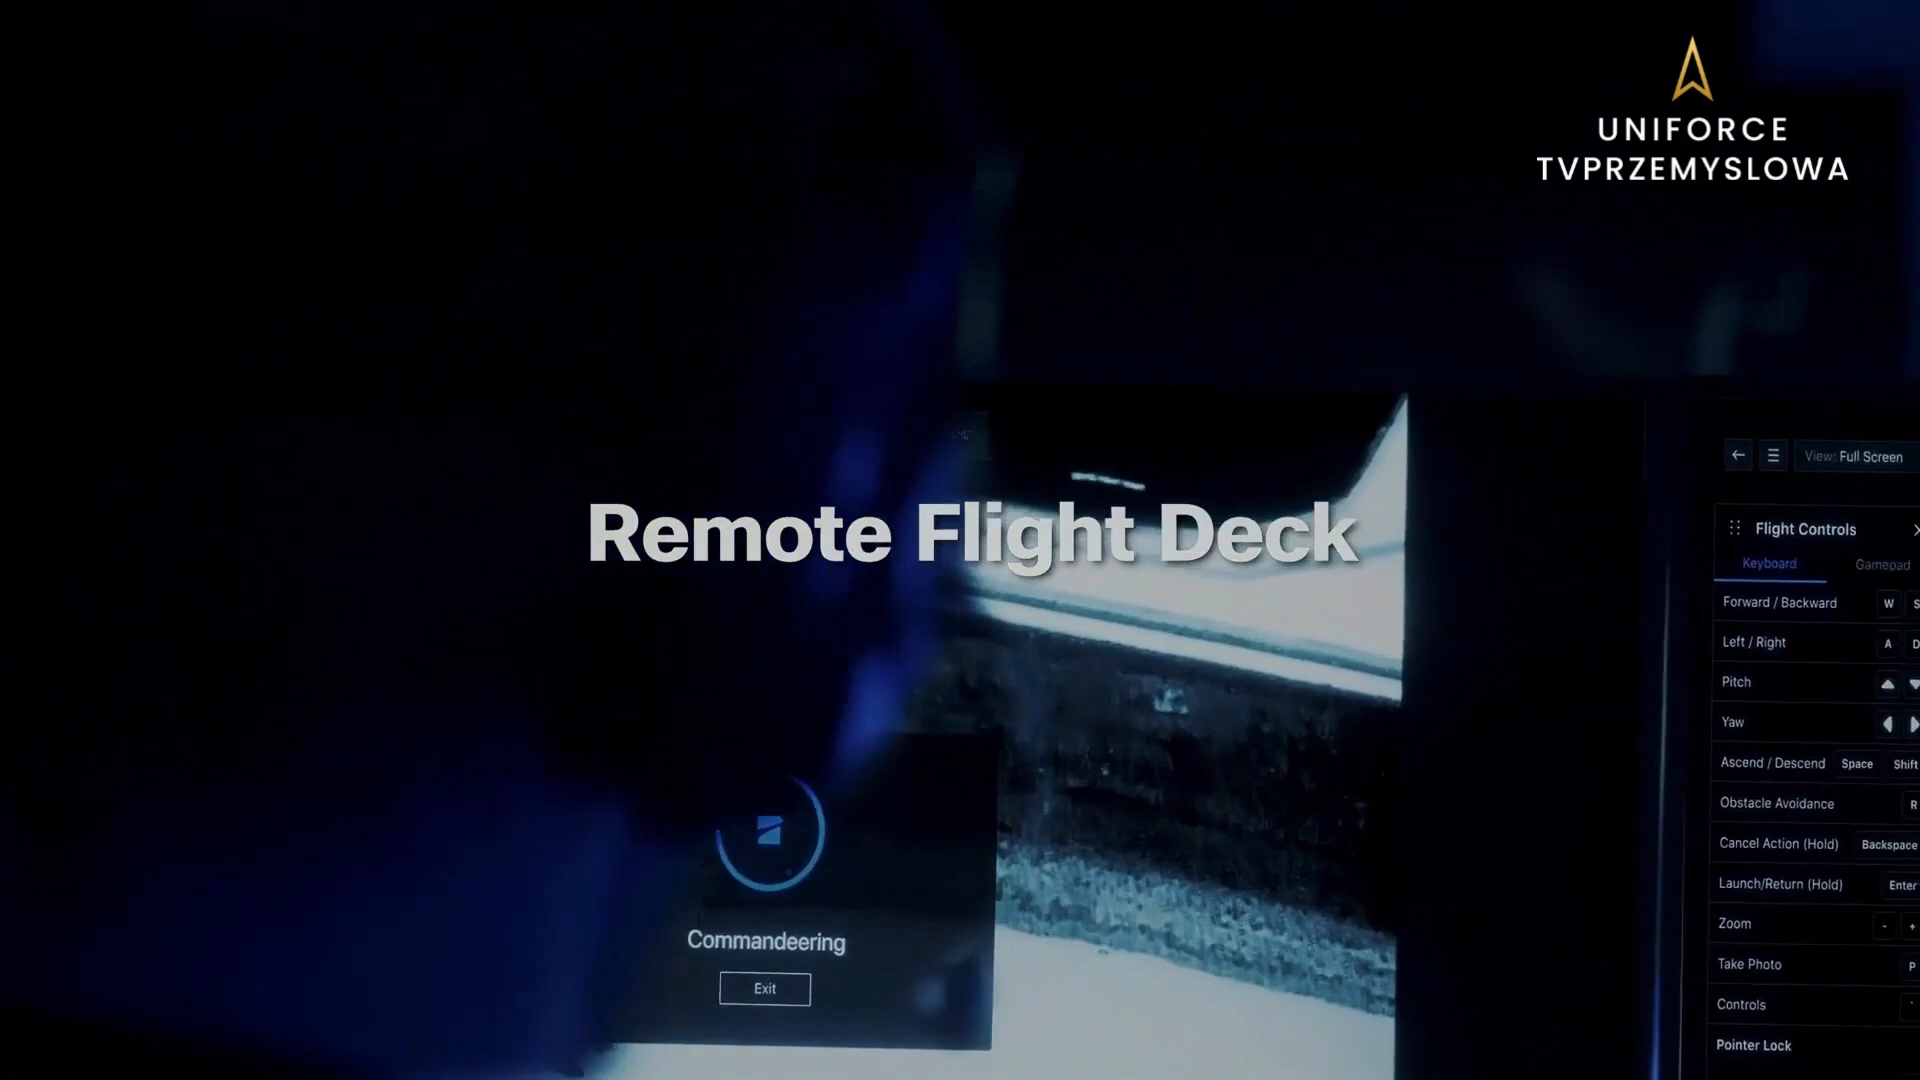 UNIFORCE
TVPRZEMYSLOWA
View: Full Screen
Remote Flight Deck
Flight Controls
Keyboard Gamepad
Forward / Backward W S
Left / Right A D
Pitch
Yaw
Ascend / Descend Space Shift
Obstacle Avoidance R
Cancel Action (Hold) Backspace
Launch/Return (Hold) Enter
Zoom - +
Take Photo P
Controls
Pointer Lock
Commandeering
Exit